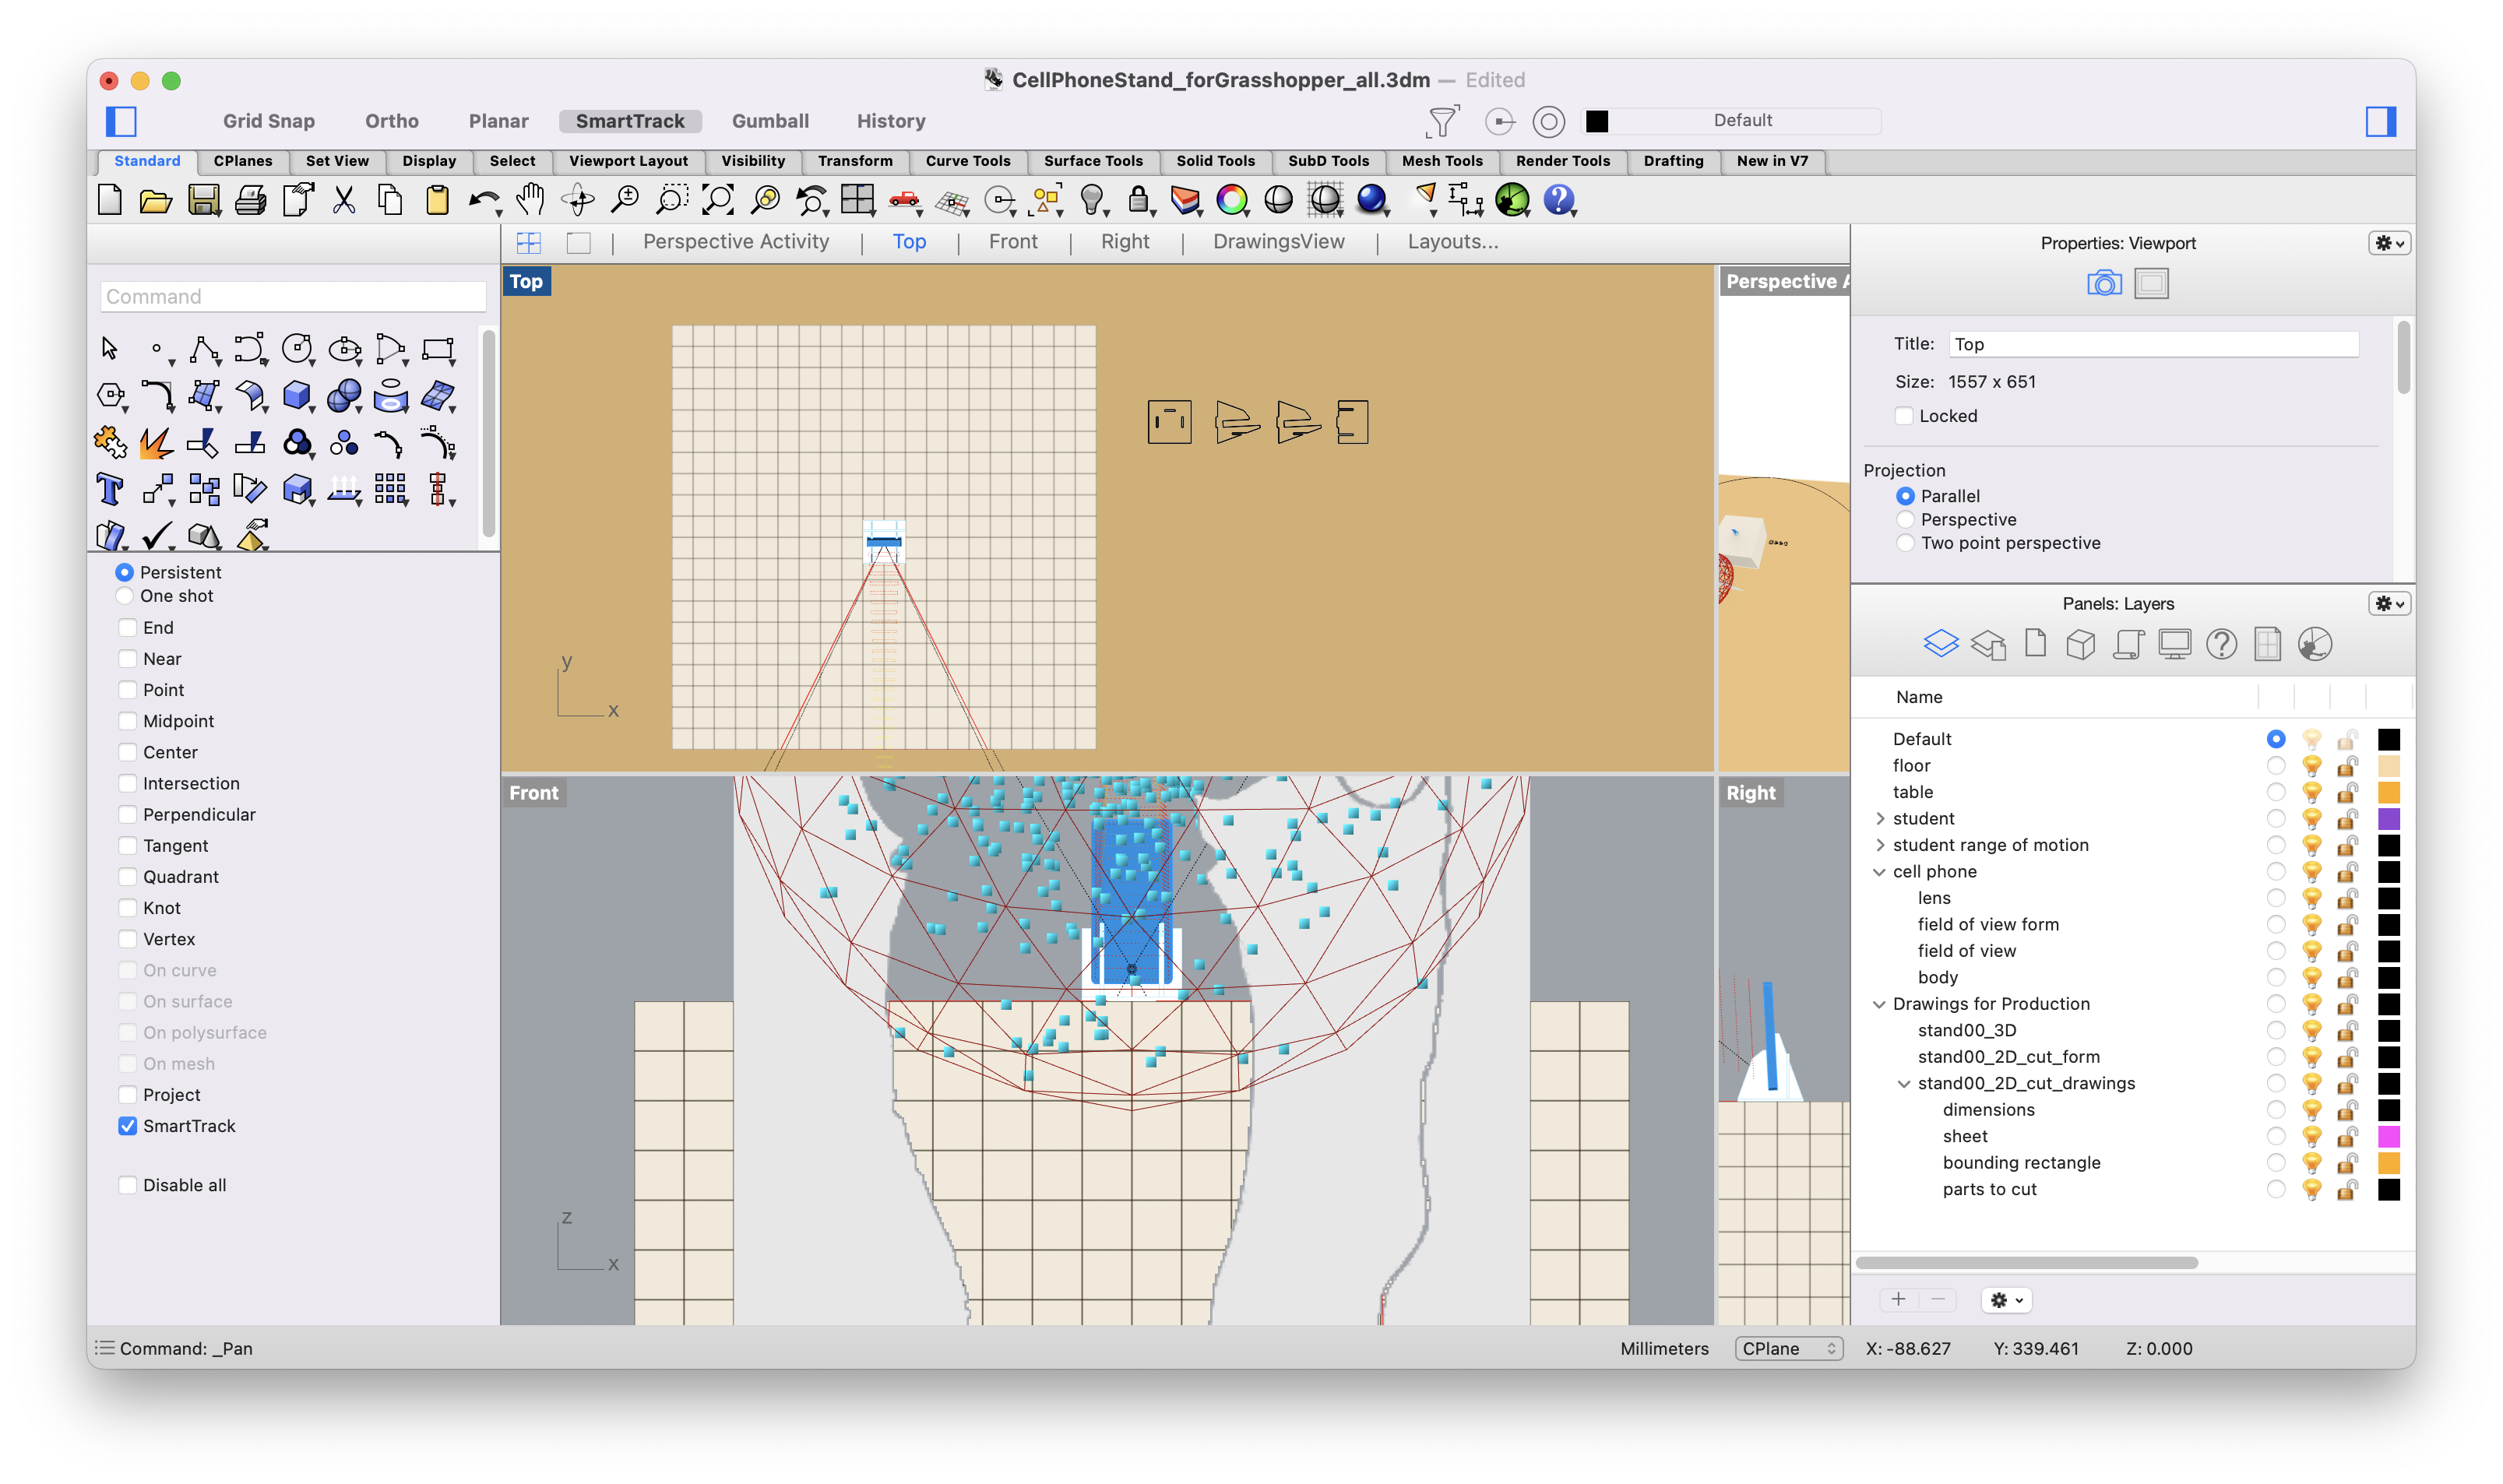 CellPhoneStand_forGrasshopper_all.3dm — Edited
Grid Snap Ortho Planar SmartTrack Gumball History Default
Standard CPlanes Set View Display Select Viewport Layout Visibility Transform Curve Tools Surface Tools Solid Tools SubD Tools Mesh Tools Render Tools Drafting New in V7
Perspective Activity Top Front Right DrawingsView Layouts...
Command
Persistent
One shot
End
Near
Point
Midpoint
Center
Intersection
Perpendicular
Tangent
Quadrant
Knot
Vertex
On curve
On surface
On polysurface
On mesh
Project
SmartTrack
Disable all
Top
y
x
Perspective A
Front
z
x
Right
Properties: Viewport
Title: Top
Size: 1557 x 651
Locked
Projection
Parallel
Perspective
Two point perspective
Panels: Layers
Name
Default
floor
table
student
student range of motion
cell phone
lens
field of view form
field of view
body
Drawings for Production
stand00_3D
stand00_2D_cut_form
stand00_2D_cut_drawings
dimensions
sheet
bounding rectangle
parts to cut
Command: _Pan
Millimeters CPlane X: -88.627 Y: 339.461 Z: 0.000